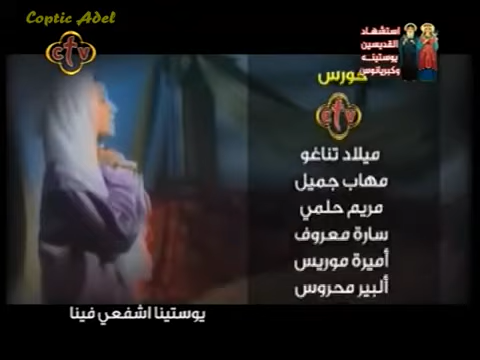 Coptic Adel
CTV
استشهاد
القديسين
يوستينه
وكبريانوس
خورس
CTV
ميلاد تناغو
مهاب جميل
مريم حلمي
سارة معروف
أميرة موريس
ألبير محروس
يوستينا اشفعي فينا